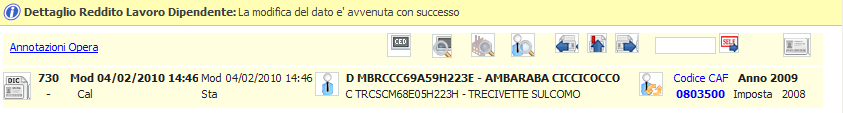 Dettaglio Reddito Lavoro Dipendente: La modifica del dato e' avvenuta con successo
Annotazioni Opera CED SELE
DIC 730 Mod 04/02/2010 14:46 Mod 04/02/2010 14:46 D MBRCCC69A59H223E - AMBARABA CICCICOCCO Codice CAF Anno 2009
- Cal Sta C TRCSCM68E05H223H - TRECIVETTE SULCOMO 0803500 Imposta 2008